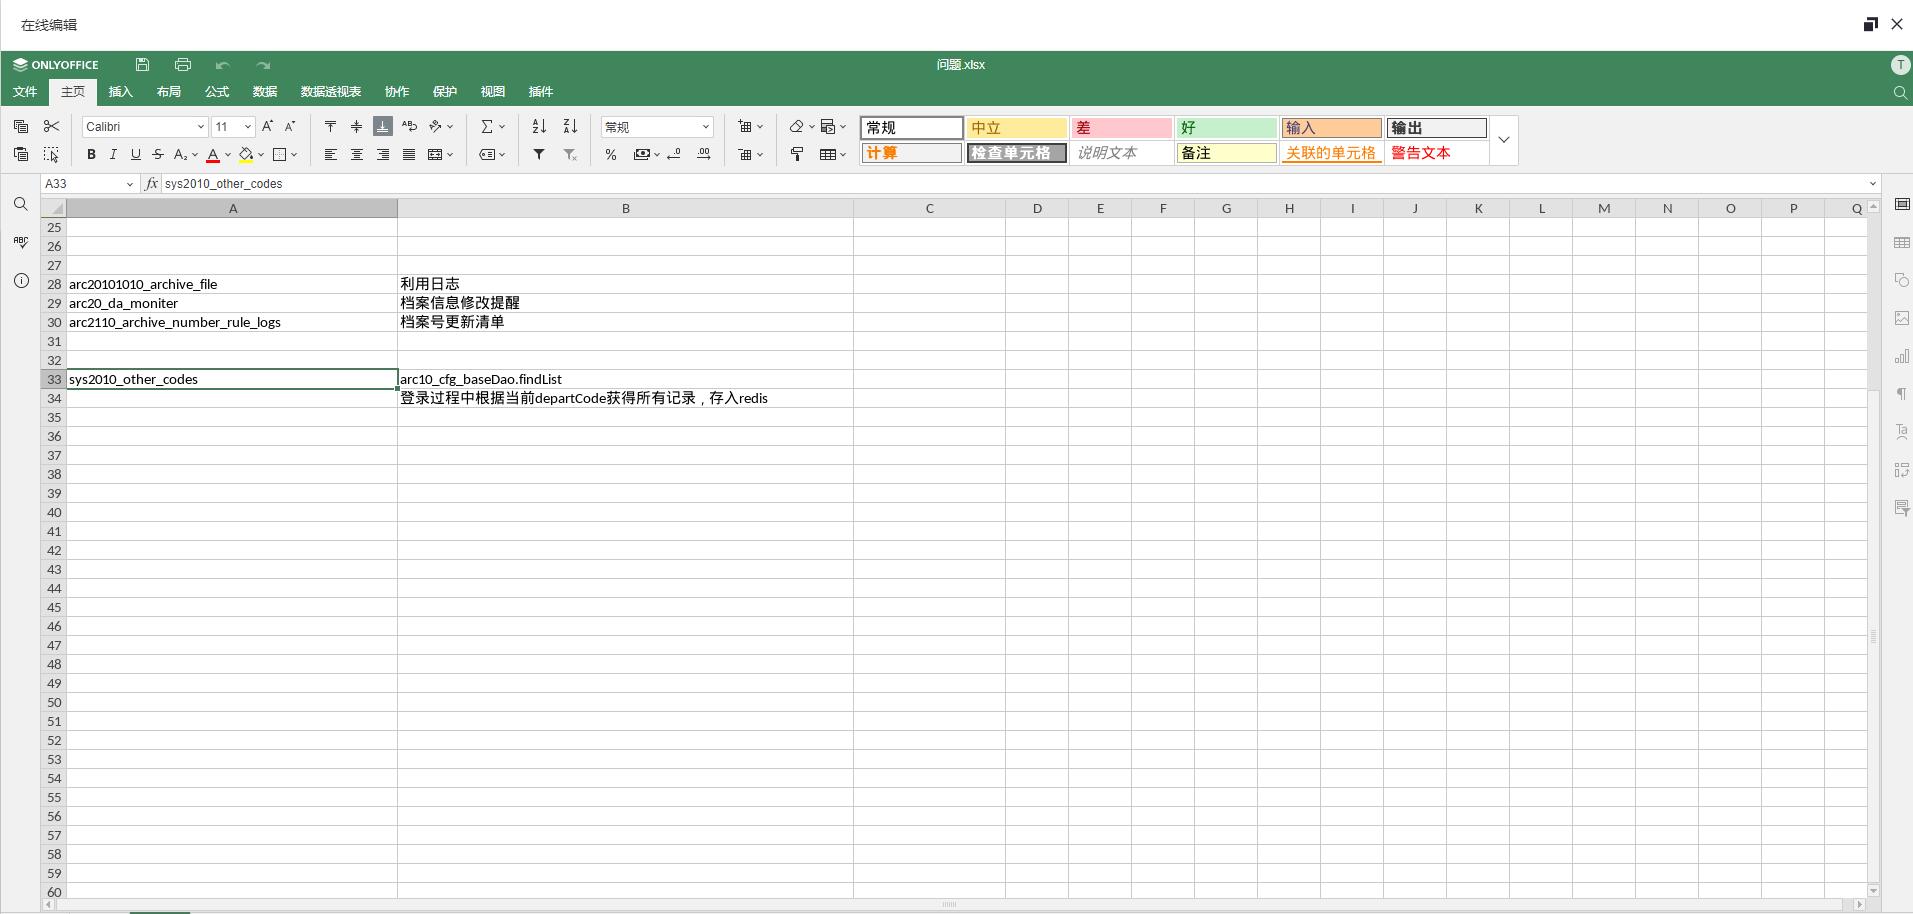 在线编辑
ONLYOFFICE
问题.xlsx
T
文件 主页 插入 布局 公式 数据 数据透视表 协作 保护 视图 插件
Calibri 11 常规
常规 中立 差 好 输入 输出
计算 检查单元格 说明文本 备注 关联的单元格 警告文本
A33 fx sys2010_other_codes
A B C D E F G H I J K L M N O P Q
25
26
27
28 arc20101010_archive_file 利用日志
29 arc20_da_moniter 档案信息修改提醒
30 arc2110_archive_number_rule_logs 档案号更新清单
31
32
33 sys2010_other_codes arc10_cfg_baseDao.findList
34 登录过程中根据当前departCode获得所有记录，存入redis
35
36
37
38
39
40
41
42
43
44
45
46
47
48
49
50
51
52
53
54
55
56
57
58
59
60